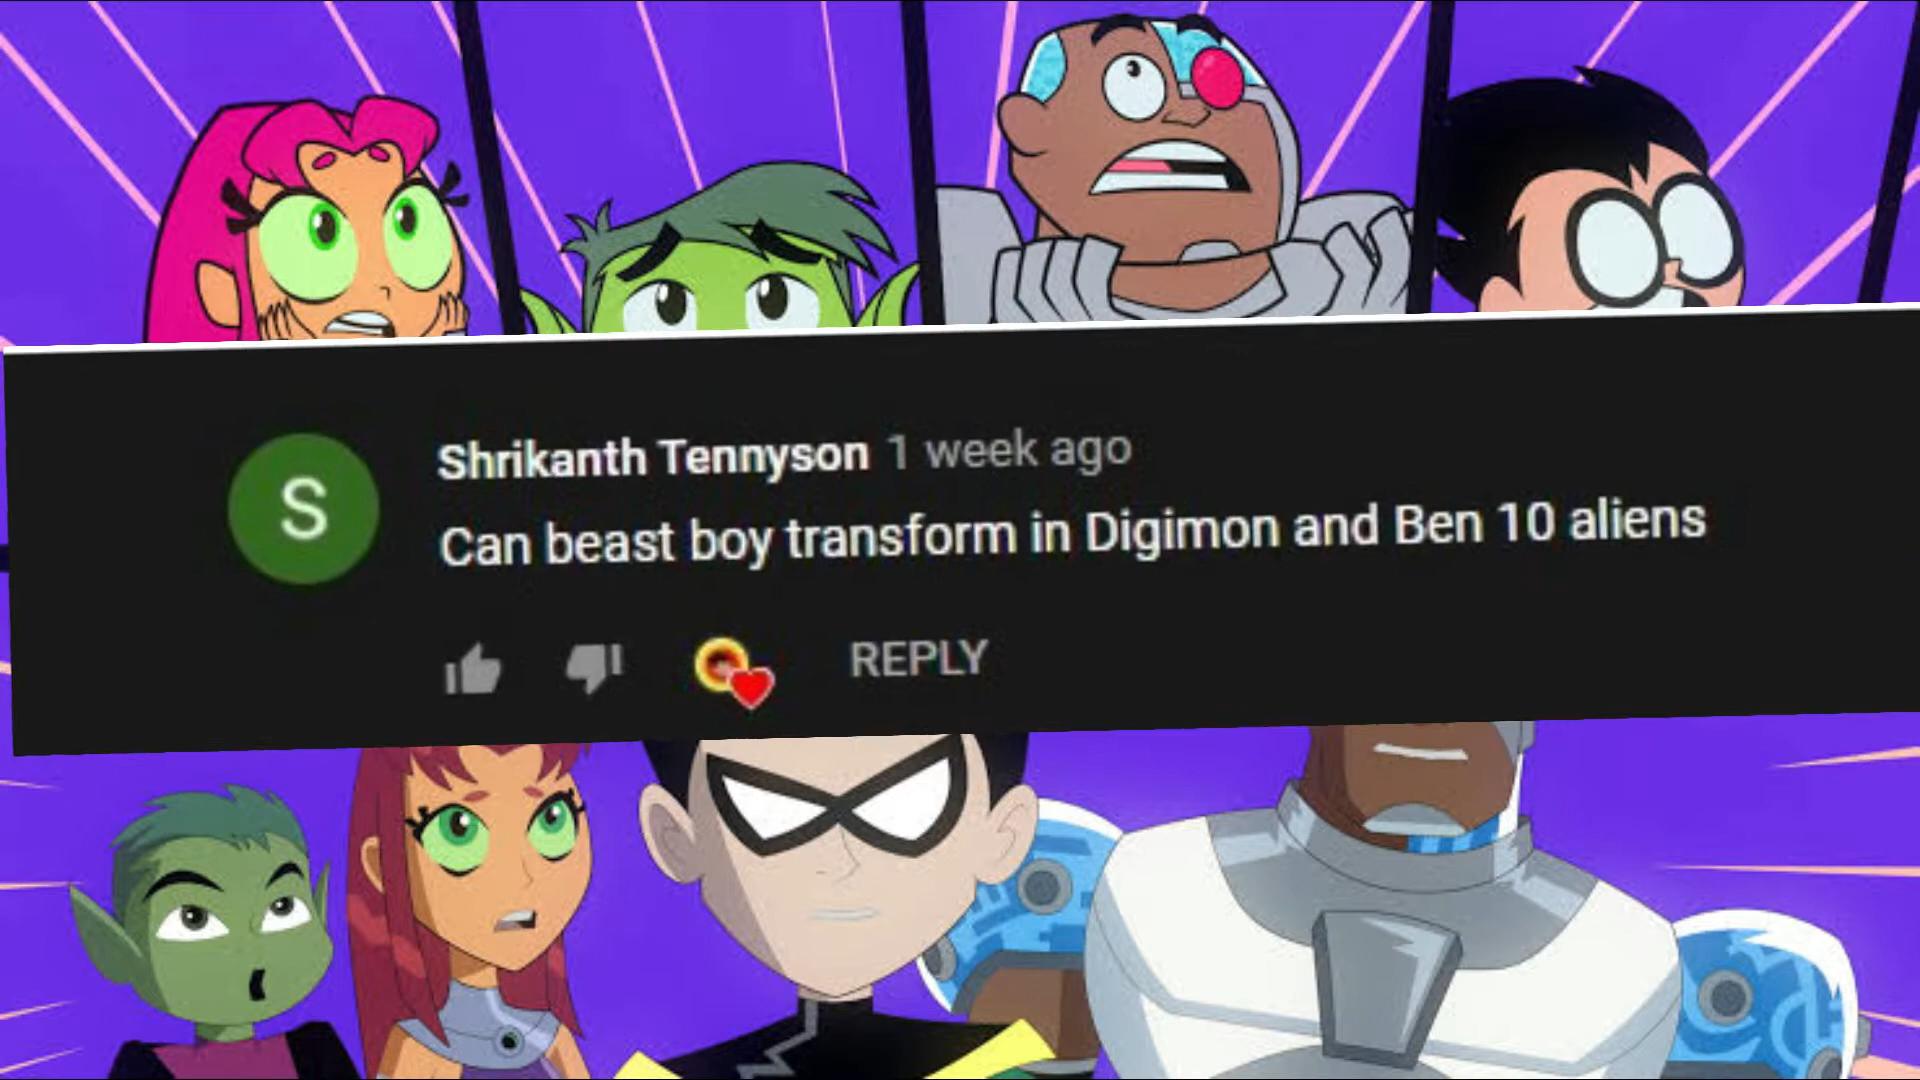 S
Shrikanth Tennyson 1 week ago
Can beast boy transform in Digimon and Ben 10 aliens
REPLY